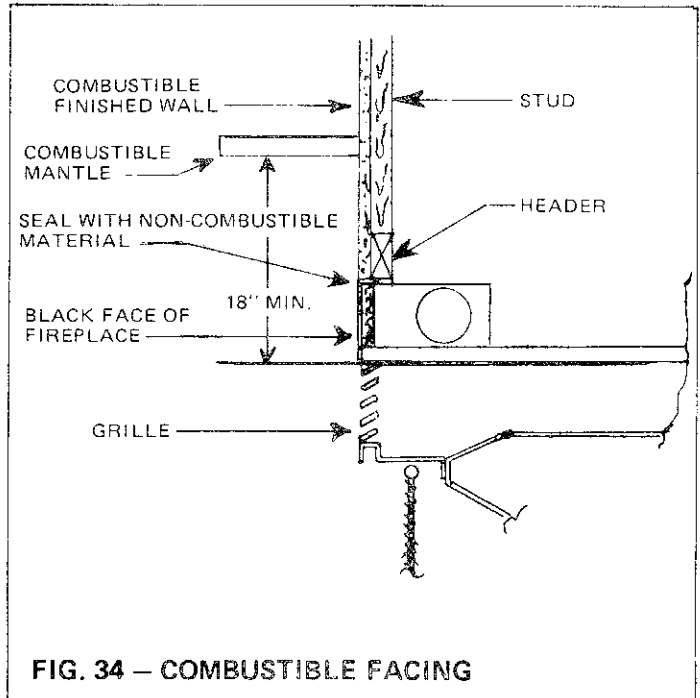 COMBUSTIBLE
FINISHED WALL
STUD
COMBUSTIBLE
MANTLE
SEAL WITH NON-COMBUSTIBLE
MATERIAL
HEADER
18" MIN.
BLACK FACE OF
FIREPLACE
GRILLE
FIG. 34 – COMBUSTIBLE FACING